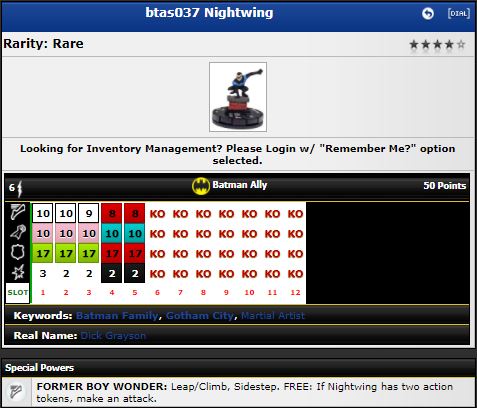 btas037 Nightwing [DIAL]
Rarity: Rare
Looking for Inventory Management? Please Login w/ "Remember Me?" option
selected.
6 Batman Ally 50 Points
10 10 9 8 8 KO KO KO KO KO KO KO
10 10 10 10 10 KO KO KO KO KO KO KO
17 17 17 17 17 KO KO KO KO KO KO KO
3 2 2 2 2 KO KO KO KO KO KO KO
SLOT 1 2 3 4 5 6 7 8 9 10 11 12
Keywords: Batman Family, Gotham City, Martial Artist
Real Name: Dick Grayson
Special Powers
FORMER BOY WONDER: Leap/Climb, Sidestep. FREE: If Nightwing has two action
tokens, make an attack.